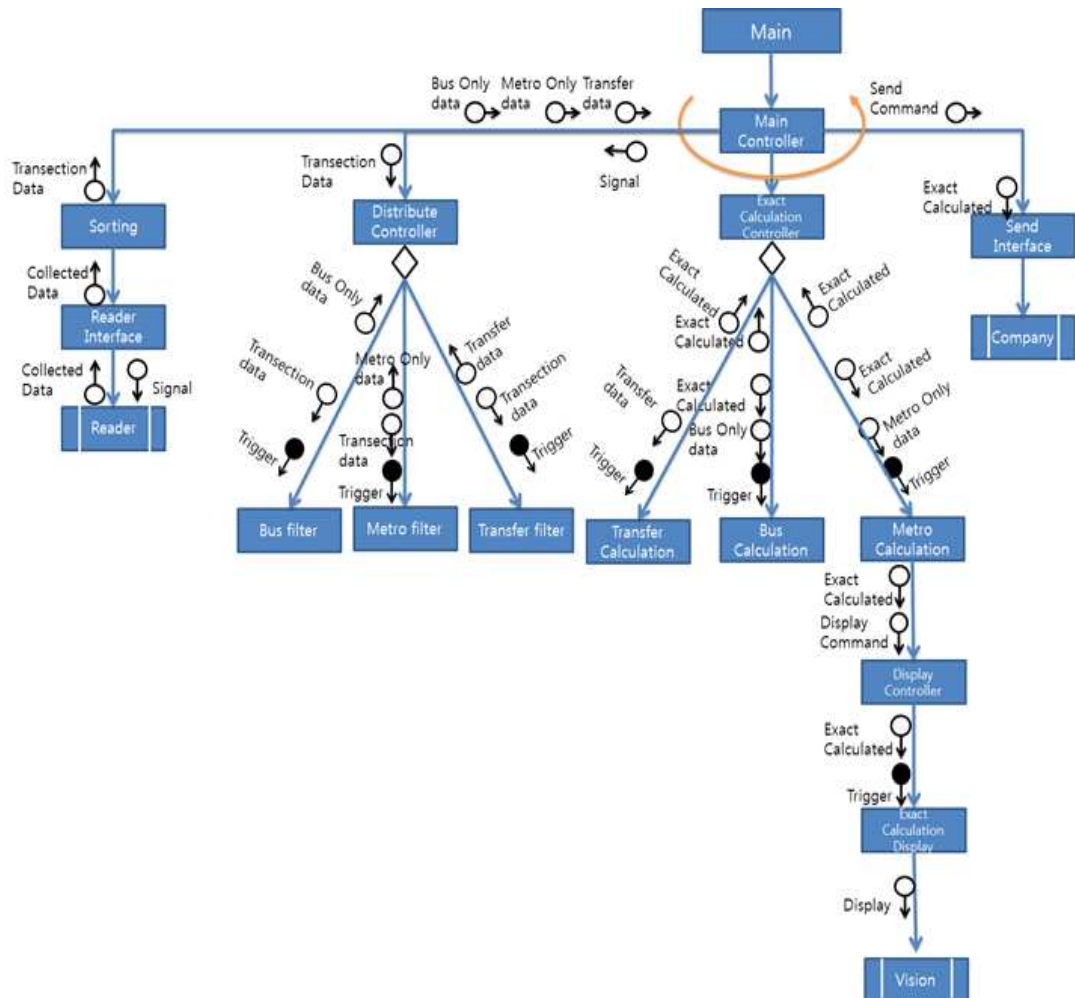 Main
Bus Only
data
Metro Only
data
Transfer
data
Send
Command
Main
Controller
Transection
Data
Transection
Data
Signal
Exact
Calculated
Sorting
Distribute
Controller
Exact
Calculation
Controller
Send
Interface
Collected
Data
Bus Only
data
Exact
Calculated
Exact
Calculated
Exact
Calculated
Reader
Interface
Company
Collected
Data
Signal
Transection
data
Metro Only
data
Transfer
data
Transection
data
Transfer
data
Exact
Calculated
Bus Only
data
Exact
Calculated
Metro Only
data
Reader
Trigger
Transection
data
Trigger
Trigger
Trigger
Trigger
Trigger
Bus filter
Metro filter
Transfer filter
Transfer
Calculation
Bus
Calculation
Metro
Calculation
Exact
Calculated
Display
Command
Display
Controller
Exact
Calculated
Trigger
Exact
Calculation
Display
Display
Vision